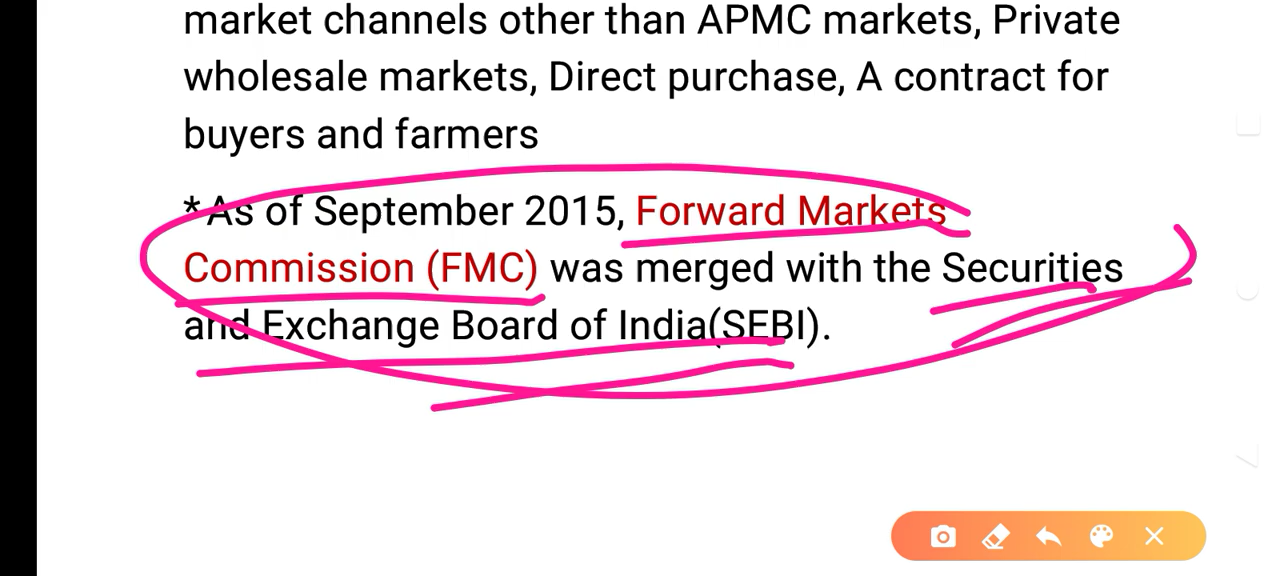 market channels other than APMC markets, Private
wholesale markets, Direct purchase, A contract for
buyers and farmers
*As of September 2015, Forward Markets
Commission (FMC) was merged with the Securities
and Exchange Board of India(SEBI).